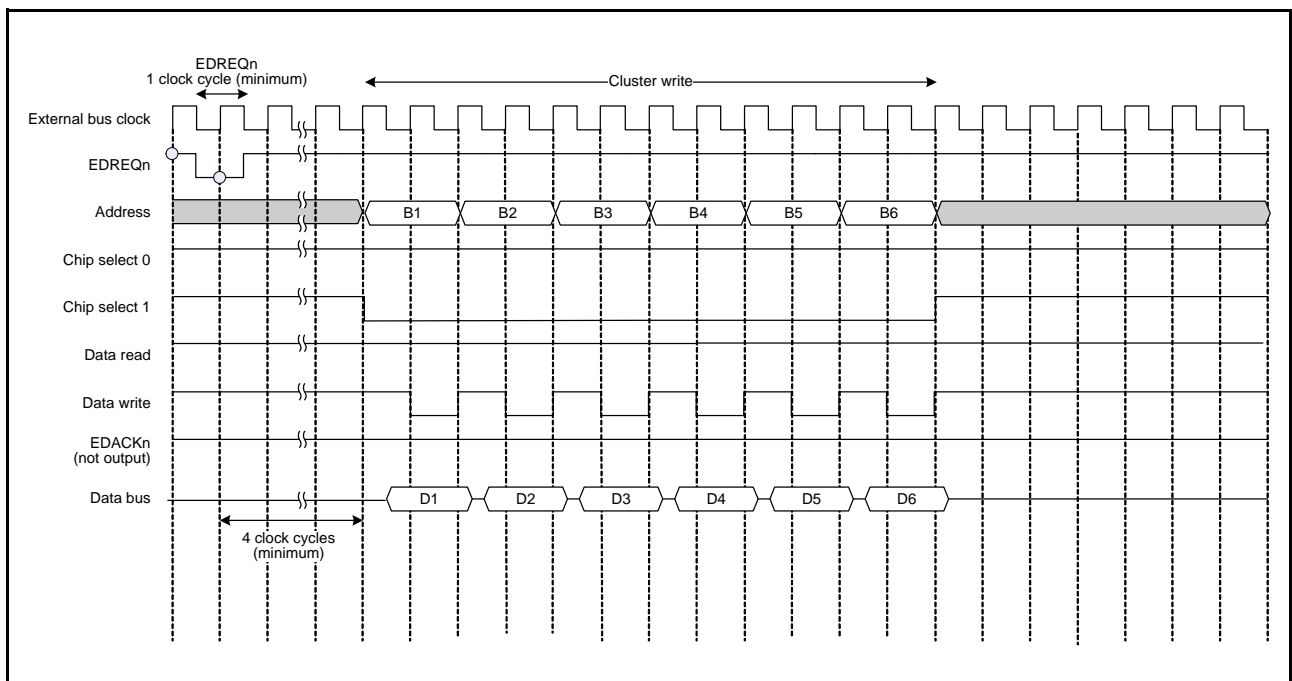 EDREQn
1 clock cycle (minimum)
Cluster write
External bus clock
EDREQn
Address
B1 B2 B3 B4 B5 B6
Chip select 0
Chip select 1
Data read
Data write
EDACKn
(not output)
Data bus
D1 D2 D3 D4 D5 D6
4 clock cycles
(minimum)